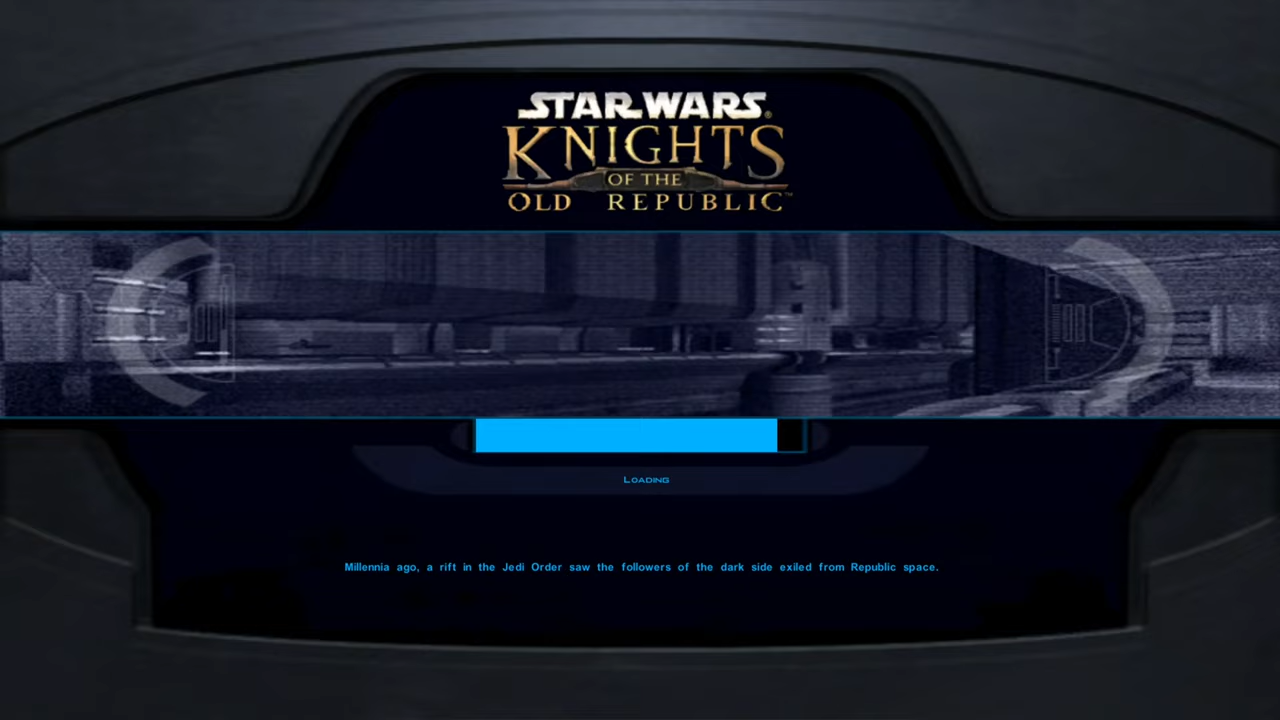 STAR WARS®
KNIGHTS
OF THE
OLD REPUBLIC™
LOADING
Millennia ago, a rift in the Jedi Order saw the followers of the dark side exiled from Republic space.